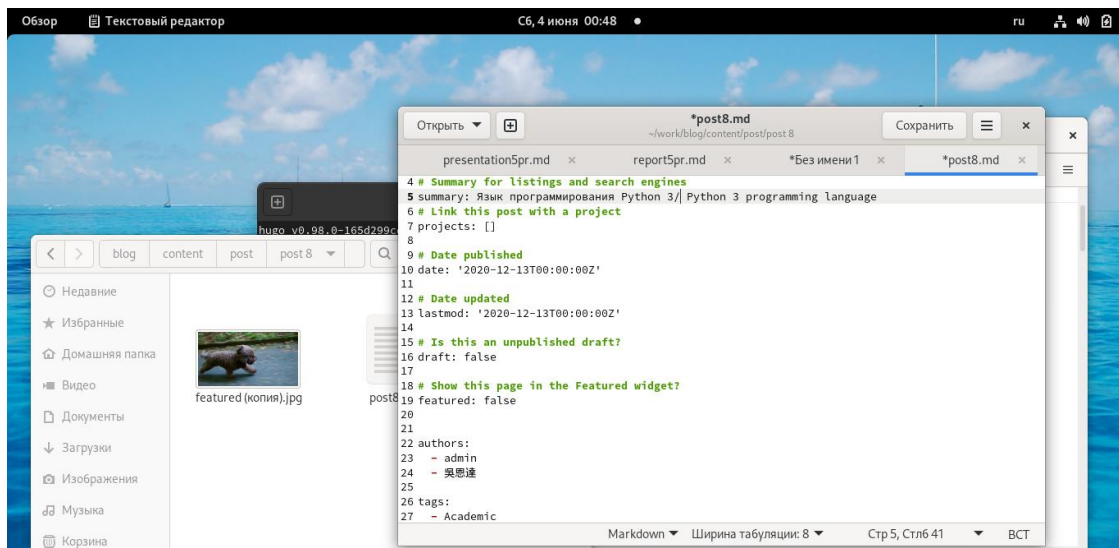 Обзор Текстовый редактор Сб, 4 июня 00:48 ru
Открыть *post8.md Сохранить
~/work/blog/content/post/post 8
presentation5pr.md report5pr.md *Без имени 1 *post8.md
4 # Summary for listings and search engines
5 summary: Язык программирования Python 3/ Python 3 programming language
6 # Link this post with a project
7 projects: []
8
9 # Date published
10 date: '2020-12-13T00:00:00Z'
11
12 # Date updated
13 lastmod: '2020-12-13T00:00:00Z'
14
15 # Is this an unpublished draft?
16 draft: false
17
18 # Show this page in the Featured widget?
19 featured: false
20
21
22 authors:
23 - admin
24 - 吳恩達
25
26 tags:
27 - Academic
Markdown Ширина табуляции: 8 Стр 5, Стлб 41 ВСТ
hugo v0.98.0-165d299c
blog content post post 8
Недавние
Избранные
Домашняя папка
Видео
Документы
Загрузки
Изображения
Музыка
Корзина
featured (копия).jpg
post8